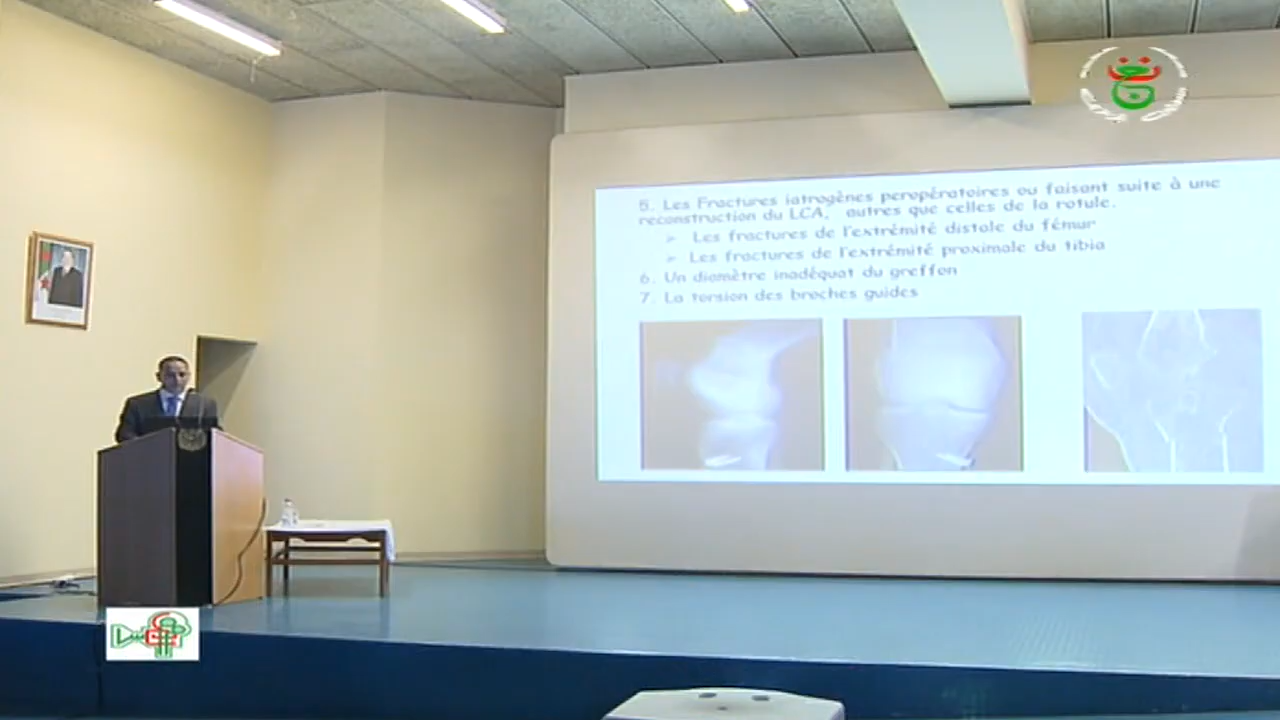 5. Les Fractures iatrogènes peropératoires ou faisant suite à une
reconstruction du LCA, autres que celles de la rotule.
➢ Les fractures de l'extrémité distale du fémur
➢ Les fractures de l'extrémité proximale du tibia
6. Un diamètre inadéquat du greffon
7. La torsion des broches guides